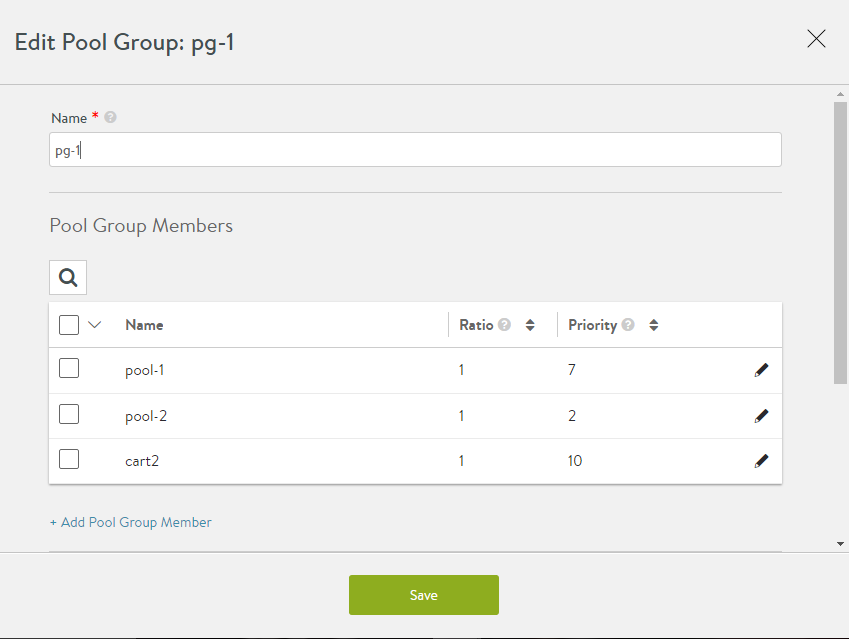 Edit Pool Group: pg-1
Name * ?
pg-1
Pool Group Members
Name Ratio ? Priority ?
pool-1 1 7
pool-2 1 2
cart2 1 10
+ Add Pool Group Member
Save